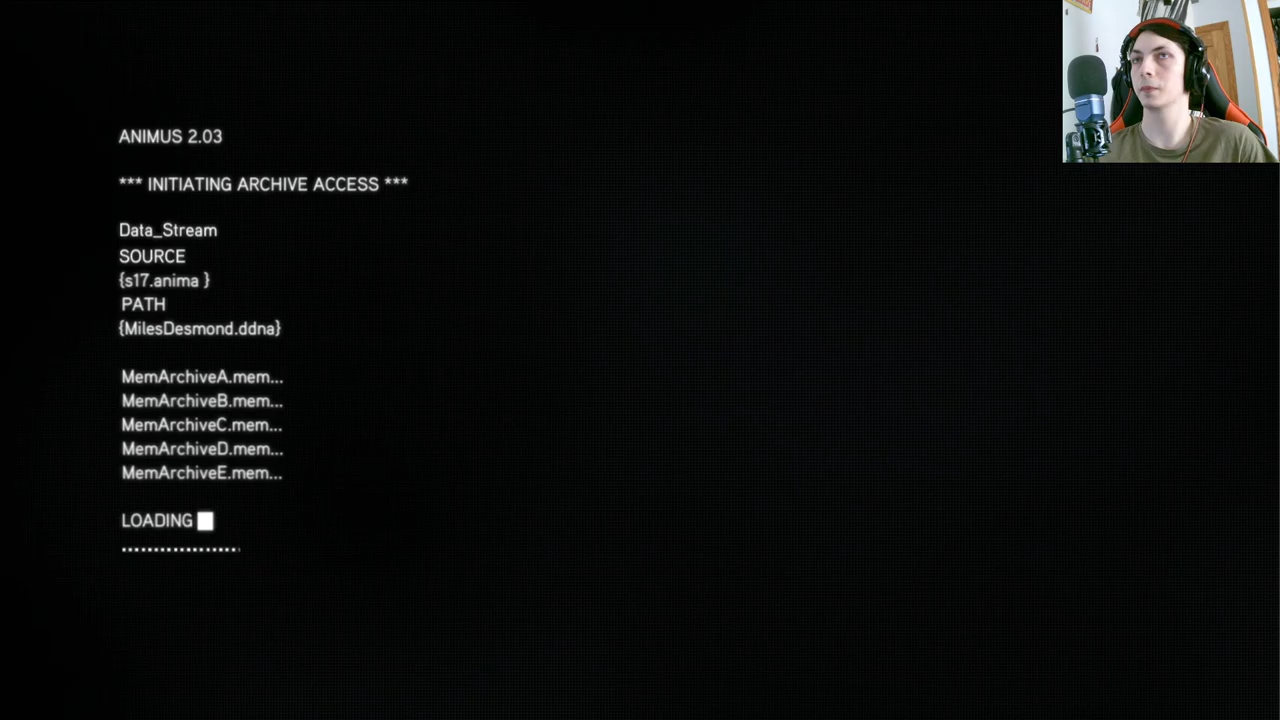 ANIMUS 2.03
*** INITIATING ARCHIVE ACCESS ***
Data_Stream
SOURCE
{s17.anima }
PATH
{MilesDesmond.ddna}
MemArchiveA.mem...
MemArchiveB.mem...
MemArchiveC.mem...
MemArchiveD.mem...
MemArchiveE.mem...
LOADING